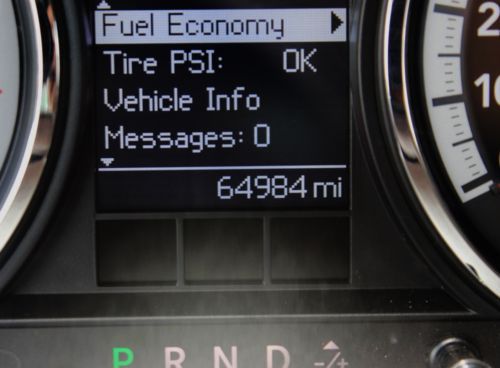 Fuel Economy
Tire PSI: OK
Vehicle Info
Messages: 0
64984 mi
P R N D -/+